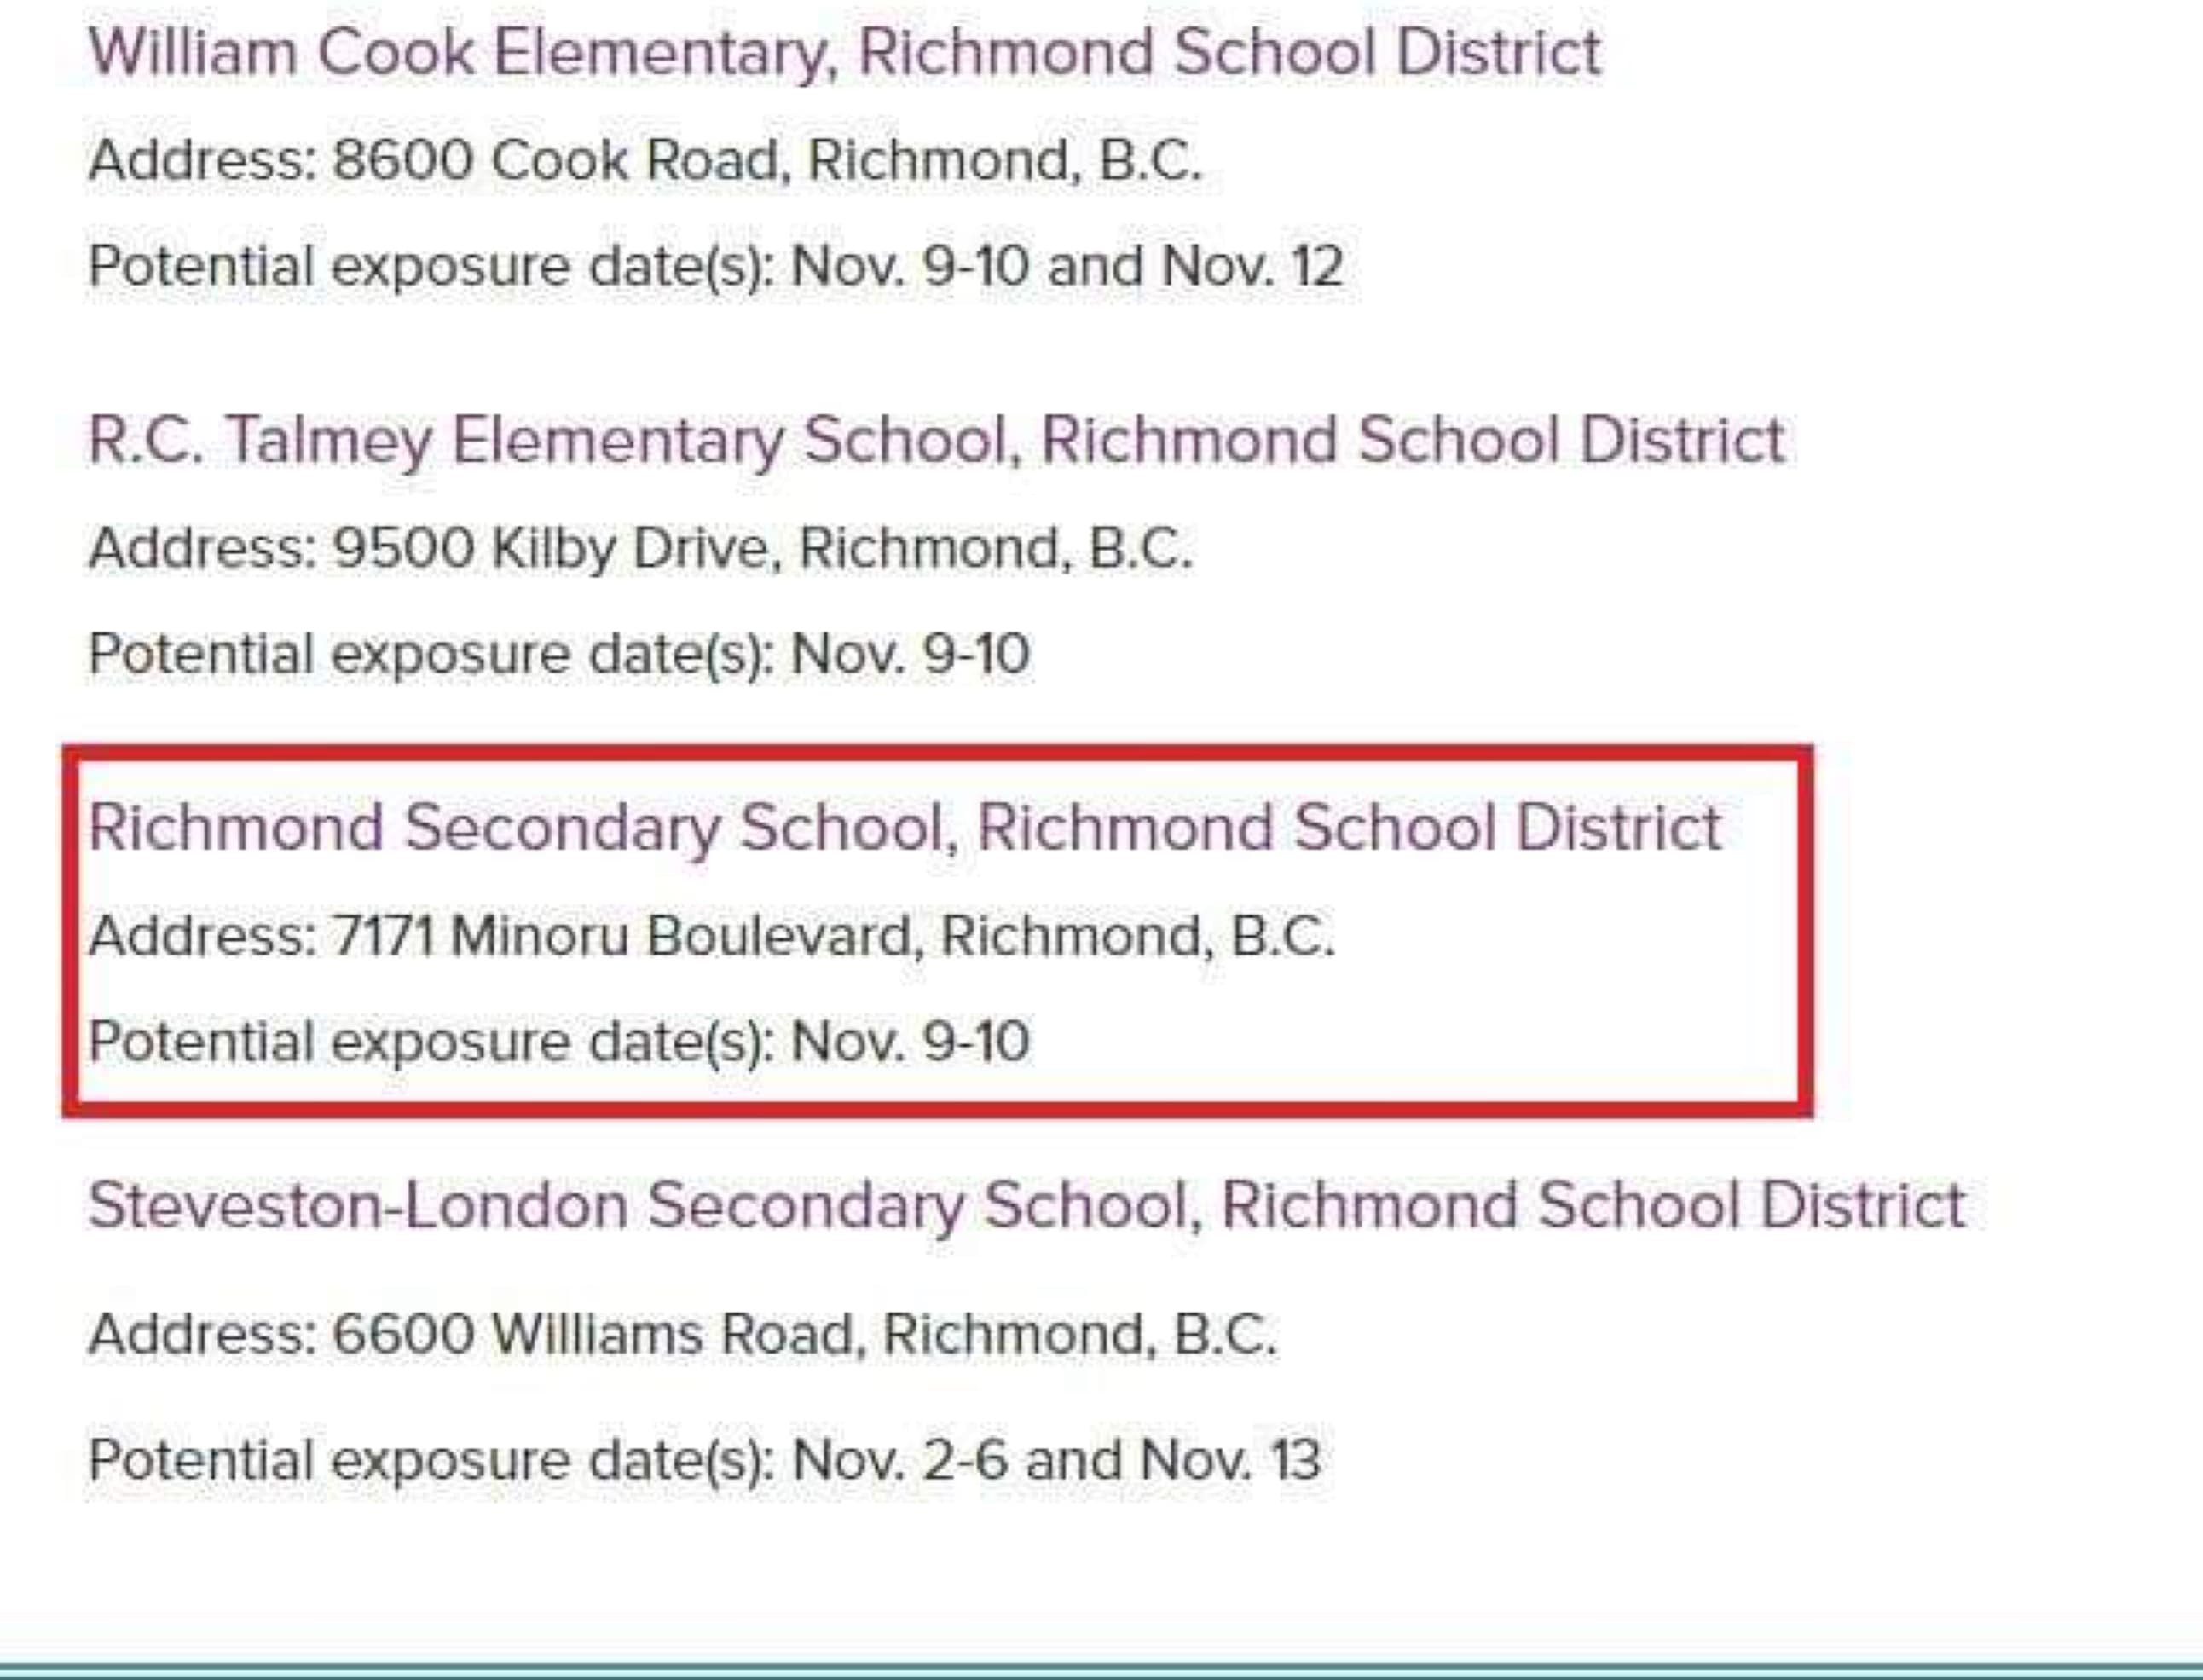 William Cook Elementary, Richmond School District
Address: 8600 Cook Road, Richmond, B.C.
Potential exposure date(s): Nov. 9-10 and Nov. 12
R.C. Talmey Elementary School, Richmond School District
Address: 9500 Kilby Drive, Richmond, B.C.
Potential exposure date(s): Nov. 9-10
Richmond Secondary School, Richmond School District
Address: 7171 Minoru Boulevard, Richmond, B.C.
Potential exposure date(s): Nov. 9-10
Steveston-London Secondary School, Richmond School District
Address: 6600 Williams Road, Richmond, B.C.
Potential exposure date(s): Nov. 2-6 and Nov. 13